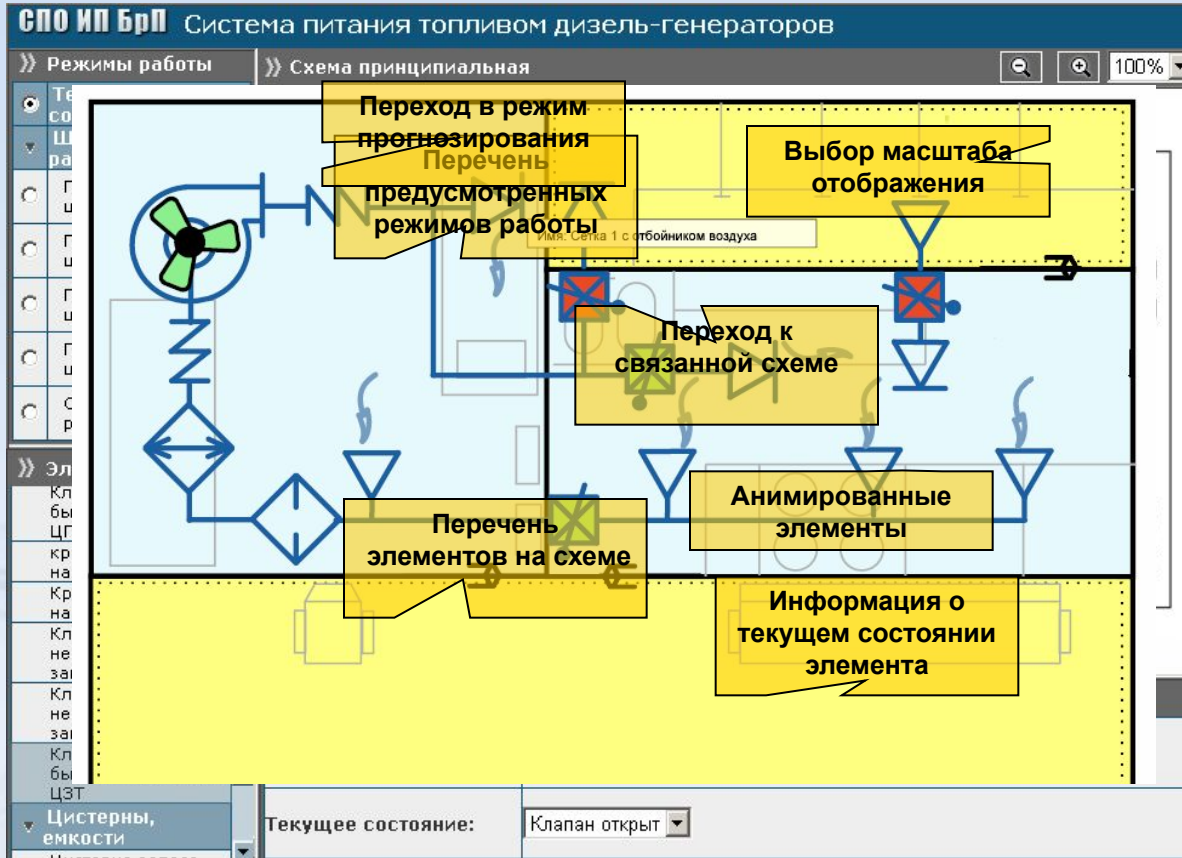 СПО ИП БрП Система питания топливом дизель-генераторов
Режимы работы
Схема принципиальная
100%
Переход в режим
прогнозирования
Перечень
предусмотренных
режимов работы
Выбор масштаба
отображения
Имя: Сетка 1 с отбойником воздуха
Переход к
связанной схеме
Анимированные
элементы
Перечень
элементов на схеме
Информация о
текущем состоянии
элемента
ЦЗТ
Цистерны,
емкости
Текущее состояние:
Клапан открыт